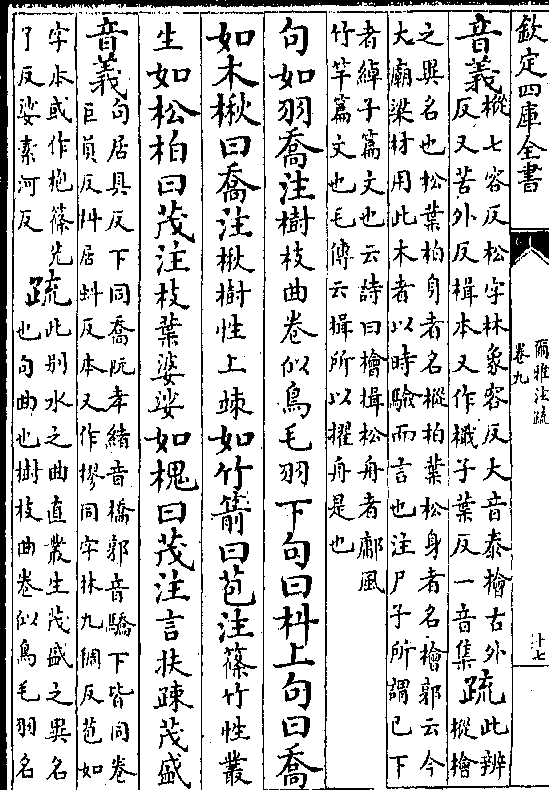 欽定四庫全書
爾雅注疏
卷九
十七
音義樅七容反松字林象容反大音泰檜古外
反又苦外反楫本又作檝子葉反一音集疏此辨
樅檜
之異名也松葉柏身者名樅柏葉松身者名檜郭云今
大廟梁材用此木者以時驗而言也注尸子所謂已下
者綽子篇文也云詩曰檜楫松舟者鄘風
竹竿篇文也毛傳云楫所以擢舟是也
句如羽喬注樹枝曲卷似鳥毛羽下句曰朻上句曰喬
如木楸曰喬注楸樹性上竦如竹箭曰苞注篠竹性叢
生如松柏曰茂注枝葉婆娑如槐曰茂注言扶疎茂盛
音義句居具反下同喬阮孝緒音橋郭音驕下皆同卷
巨員反朻居虯反本又作樛同字林九稠反苞如
字本或作枹篠先
了反娑素河反
疏此别水之曲直叢生茂盛之異名
也句曲也樹枝曲卷似鳥毛羽名